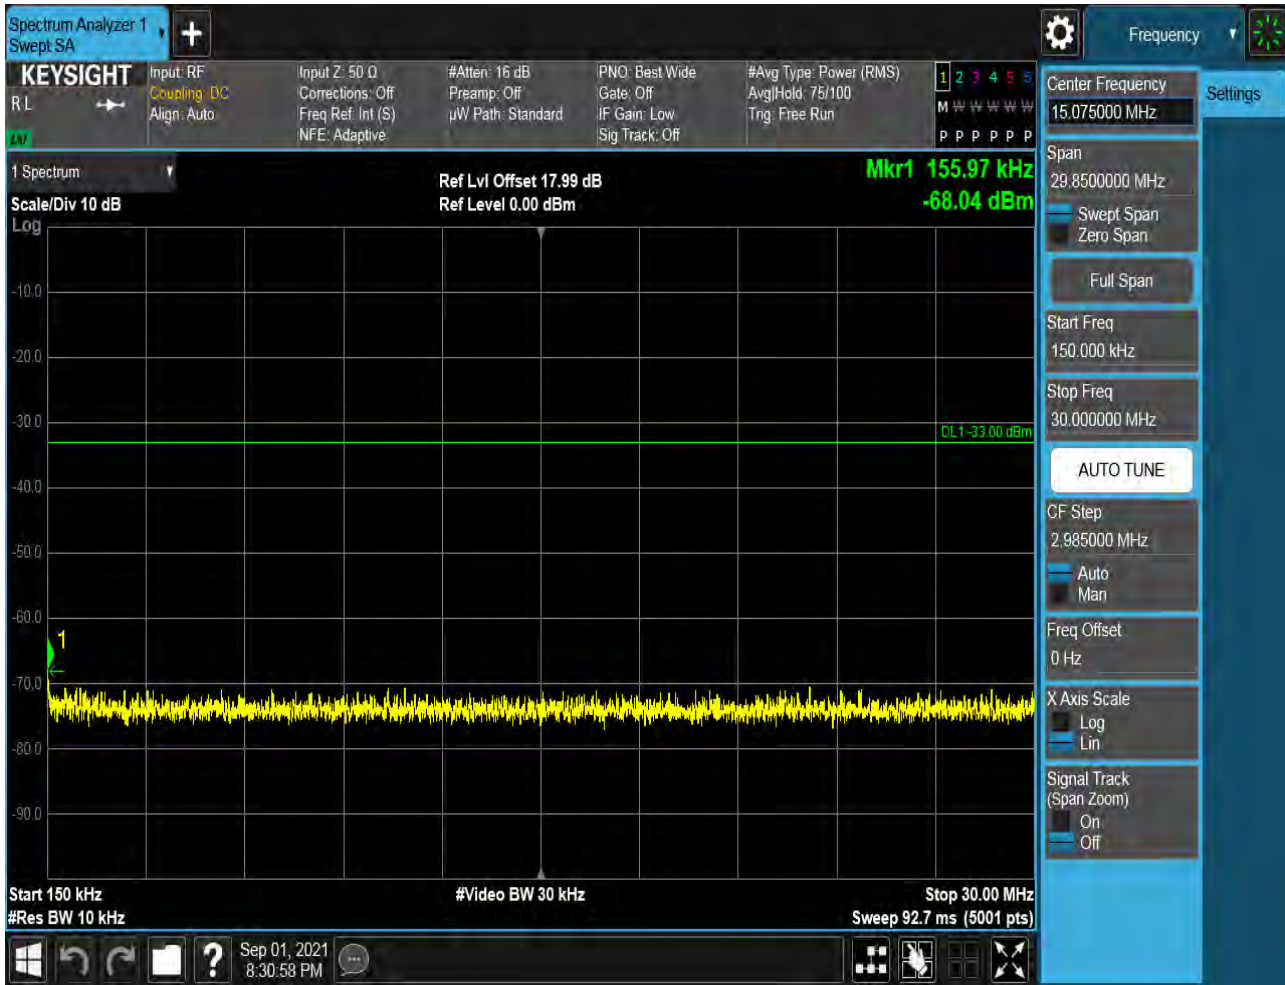 Spectrum Analyzer 1
Swept SA
Frequency
KEYSIGHT
R L
LNI
Input: RF
Coupling: DC
Align: Auto
Input Z: 50 Ω
Corrections: Off
Freq Ref: Int (S)
NFE: Adaptive
#Atten: 16 dB
Preamp: Off
µW Path: Standard
PNO: Best Wide
Gate: Off
IF Gain: Low
Sig Track: Off
#Avg Type: Power (RMS)
Avg|Hold: 75/100
Trig: Free Run
1 2 3 4 5 6
M W W W W W
P P P P P P
1 Spectrum
Scale/Div 10 dB
Log
Ref Lvl Offset 17.99 dB
Ref Level 0.00 dBm
Mkr1 155.97 kHz
-68.04 dBm
-10.0
-20.0
-30.0
DL1 -33.00 dBm
-40.0
-50.0
-60.0
1
-70.0
-80.0
-90.0
Start 150 kHz
#Video BW 30 kHz
Stop 30.00 MHz
#Res BW 10 kHz
Sweep 92.7 ms (5001 pts)
?
Sep 01, 2021
8:30:58 PM
Center Frequency
15.075000 MHz
Settings
Span
29.8500000 MHz
Swept Span
Zero Span
Full Span
Start Freq
150.000 kHz
Stop Freq
30.000000 MHz
AUTO TUNE
CF Step
2.985000 MHz
Auto
Man
Freq Offset
0 Hz
X Axis Scale
Log
Lin
Signal Track
(Span Zoom)
On
Off